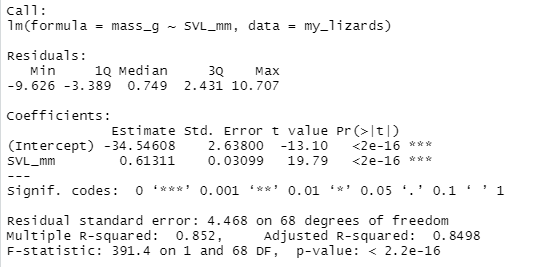 Call:
lm(formula = mass_g ~ SVL_mm, data = my_lizards)
Residuals:
Min 1Q Median 3Q Max
-9.626 -3.389 0.749 2.431 10.707
Coefficients:
Estimate Std. Error t value Pr(>|t|)
(Intercept) -34.54608 2.63800 -13.10 <2e-16 ***
SVL_mm 0.61311 0.03099 19.79 <2e-16 ***
---
Signif. codes: 0 ‘***’ 0.001 ‘**’ 0.01 ‘*’ 0.05 ‘.’ 0.1 ‘ ’ 1
Residual standard error: 4.468 on 68 degrees of freedom
Multiple R-squared: 0.852, Adjusted R-squared: 0.8498
F-statistic: 391.4 on 1 and 68 DF, p-value: < 2.2e-16